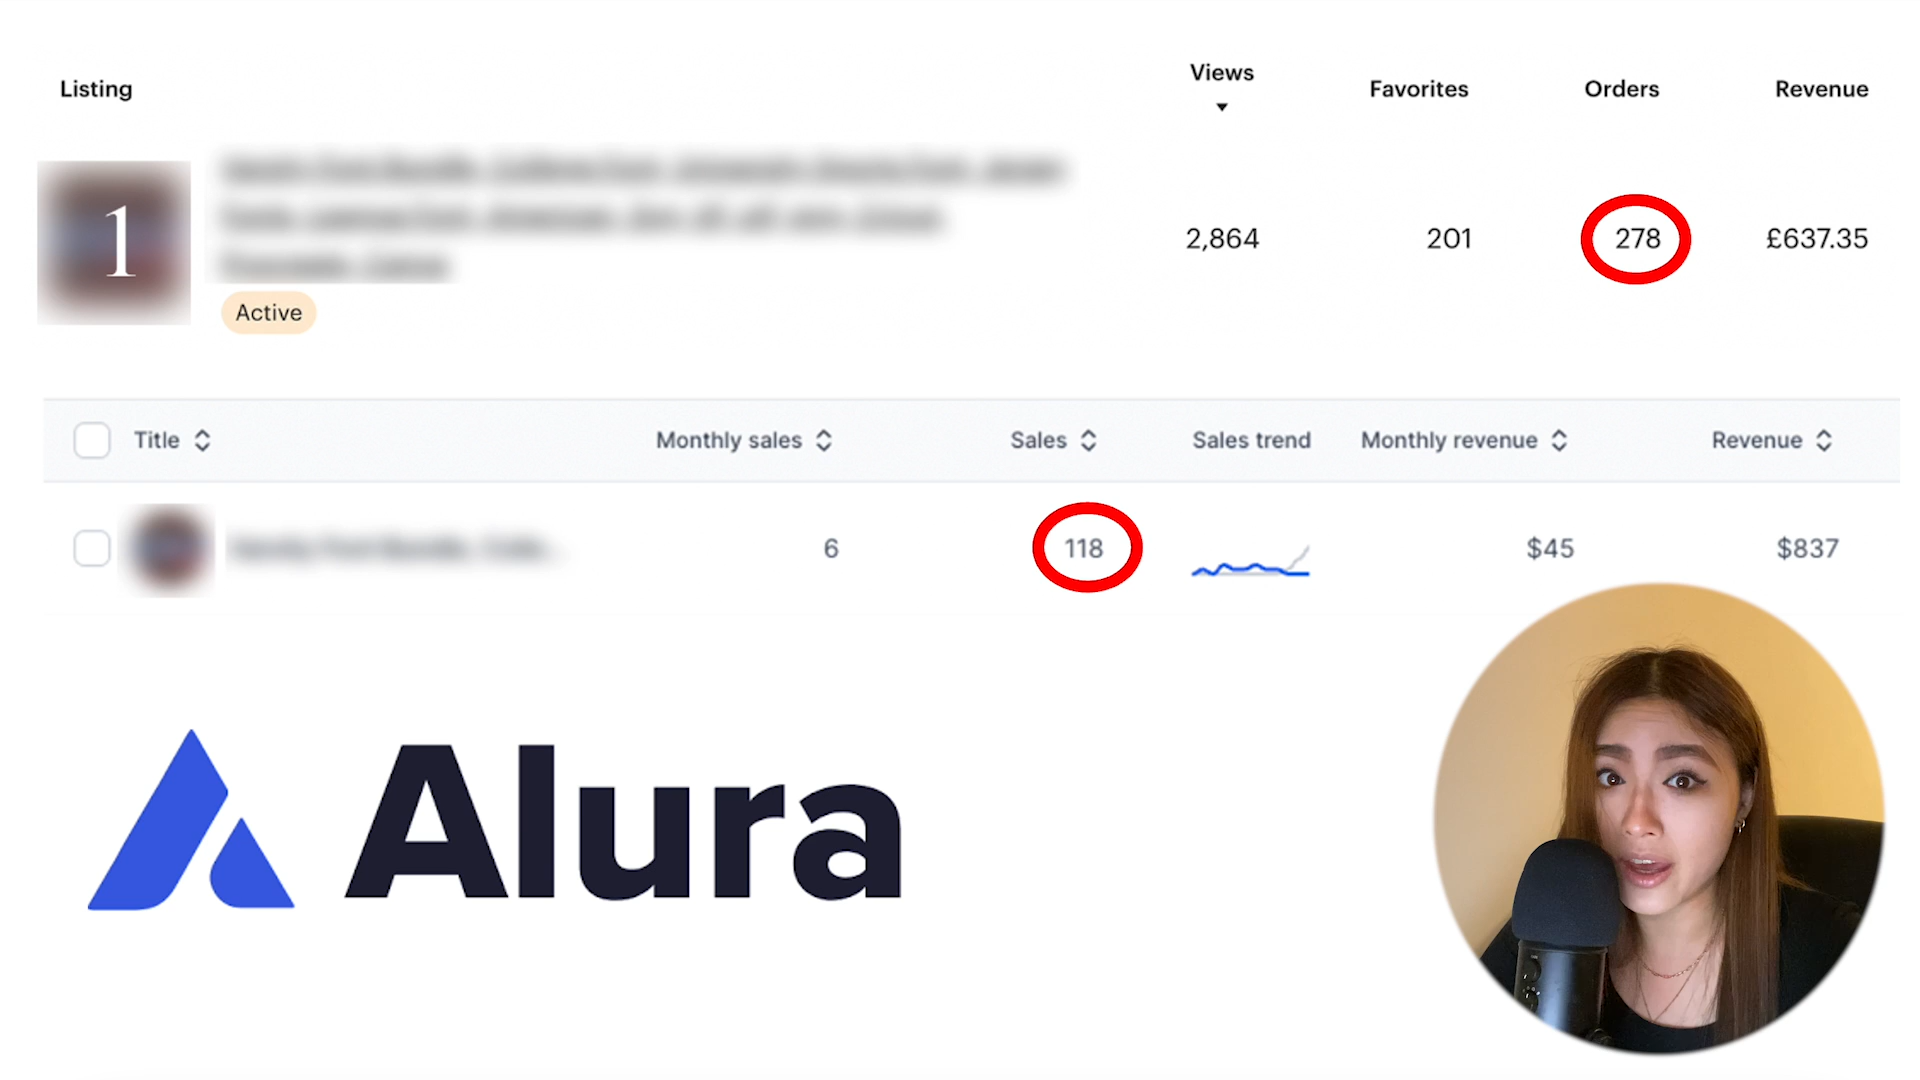 Listing
Views
Favorites
Orders
Revenue
1
2,864
201
278
£637.35
Active
Title
Monthly sales
Sales
Sales trend
Monthly revenue
Revenue
6
118
$45
$837
Alura